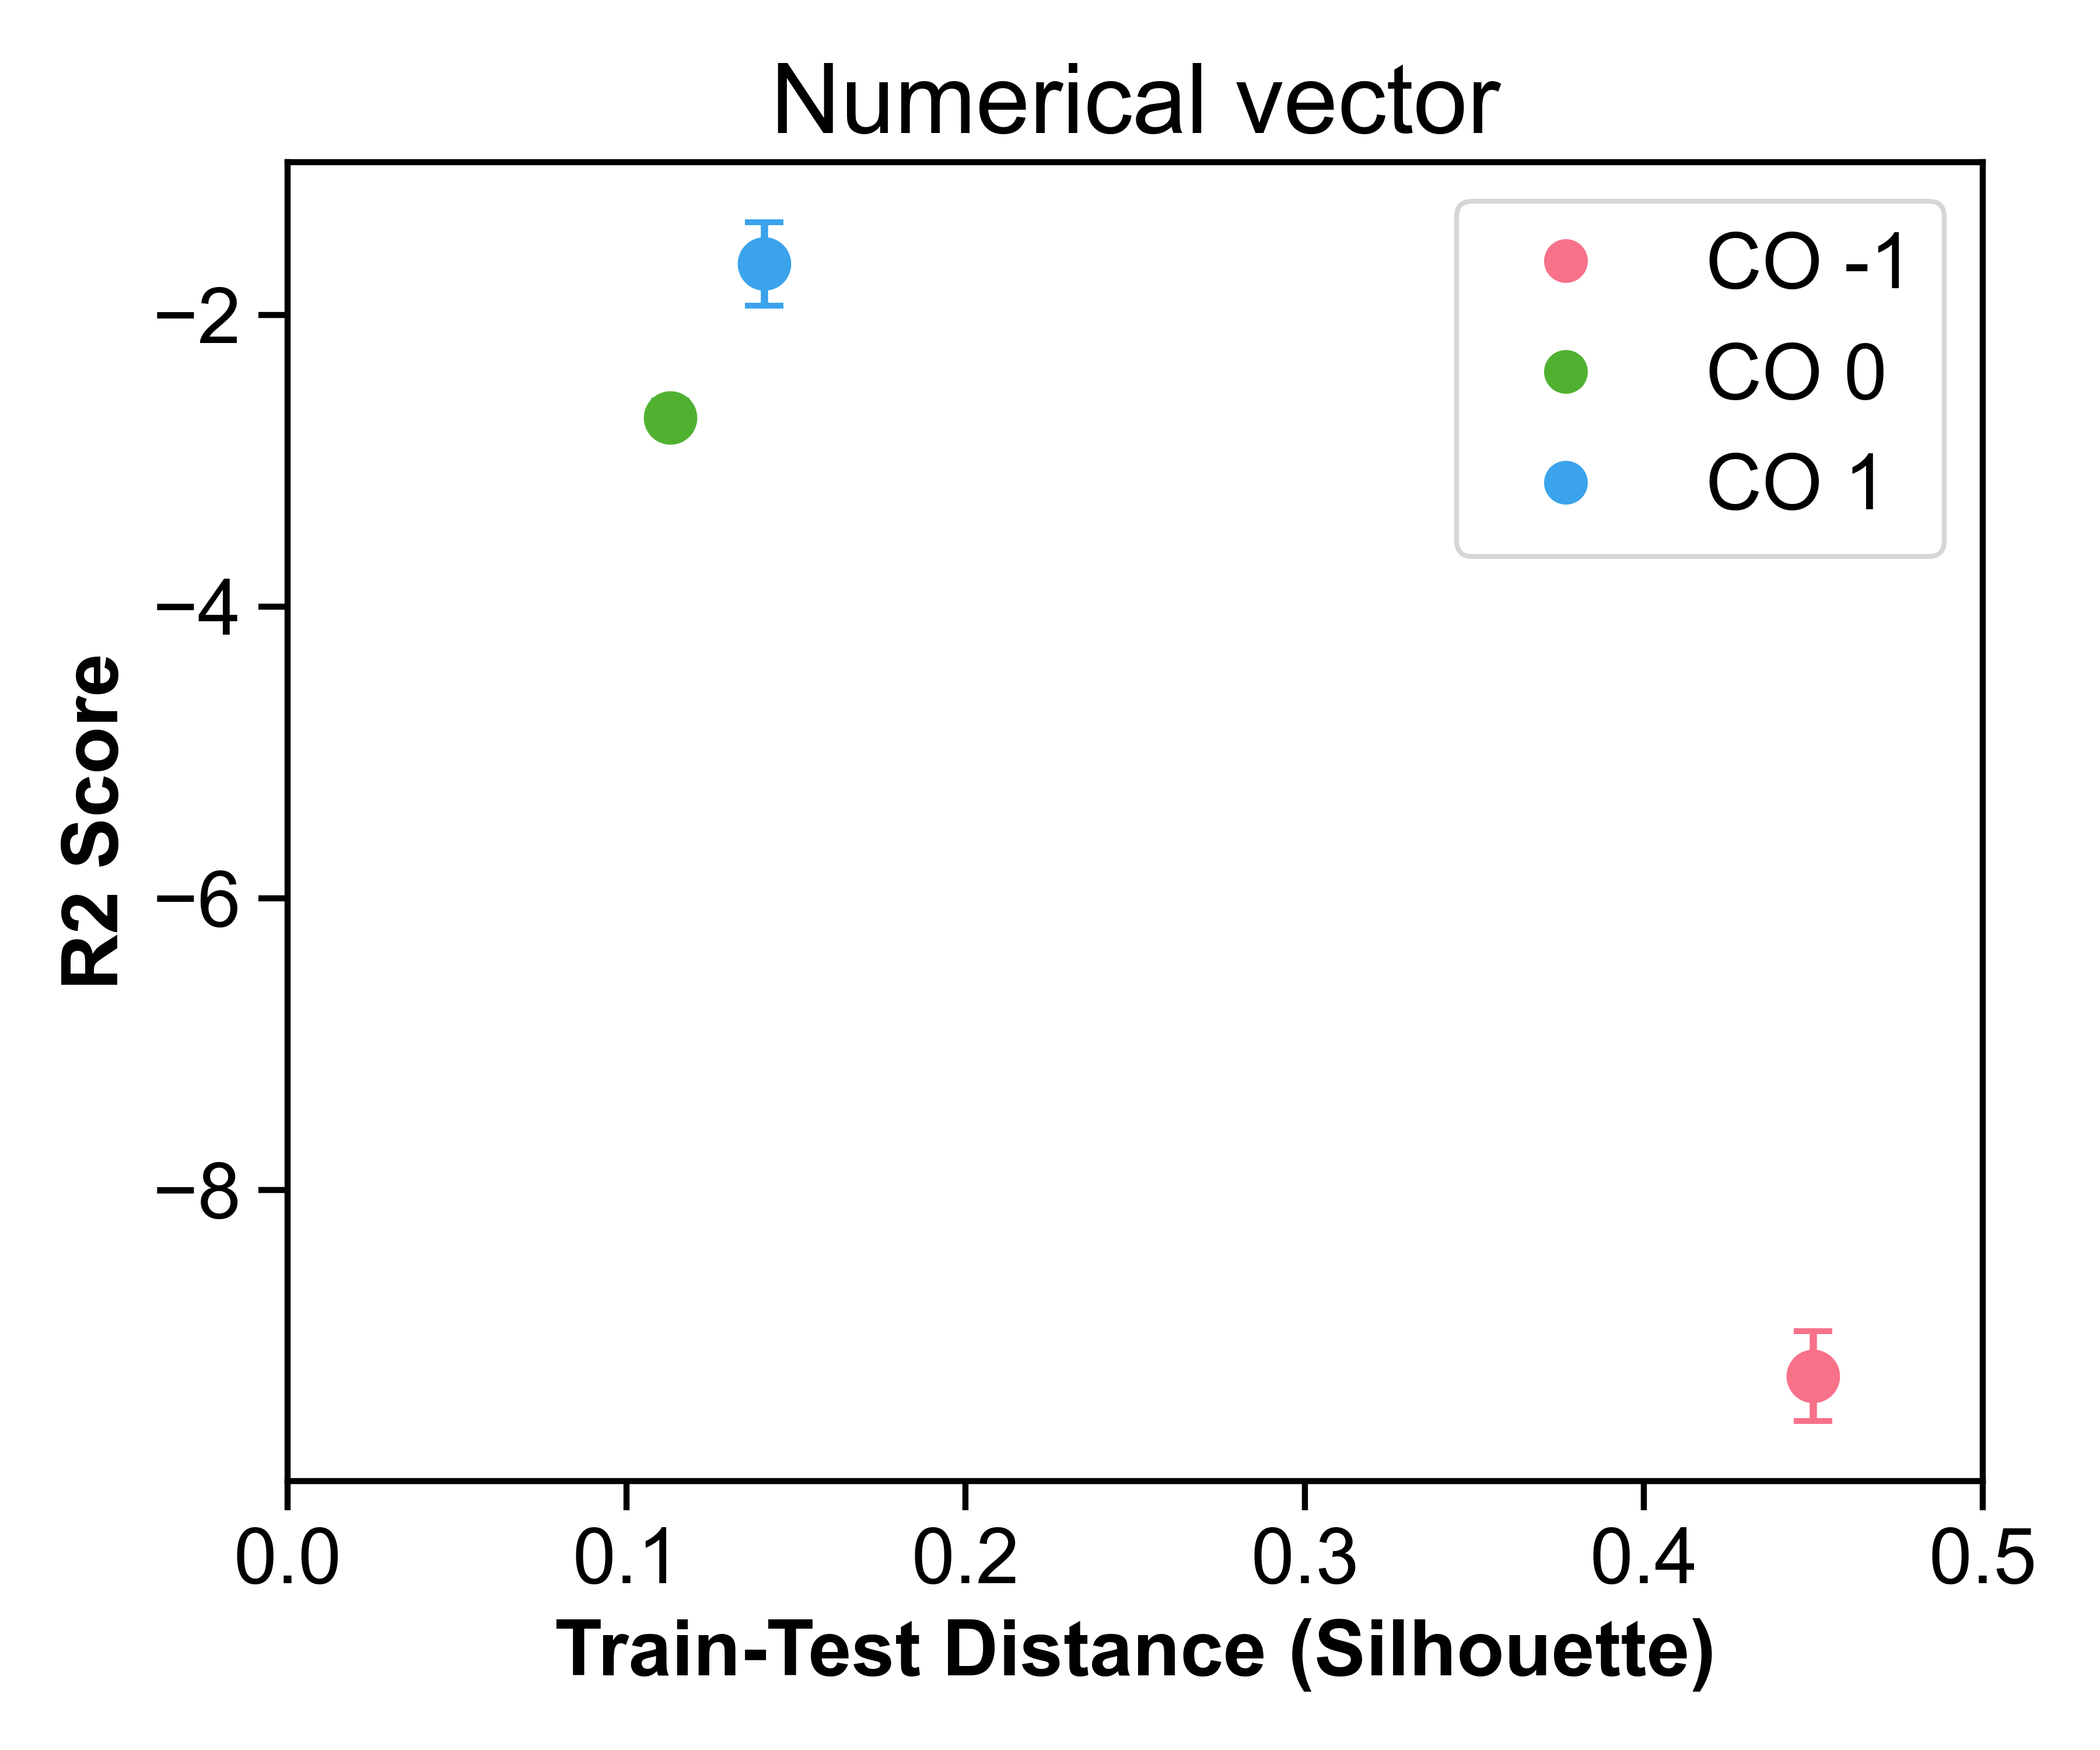 Numerical vector
CO -1
CO 0
CO 1
−2
−4
−6
−8
R2 Score
0.0 0.1 0.2 0.3 0.4 0.5
Train-Test Distance (Silhouette)